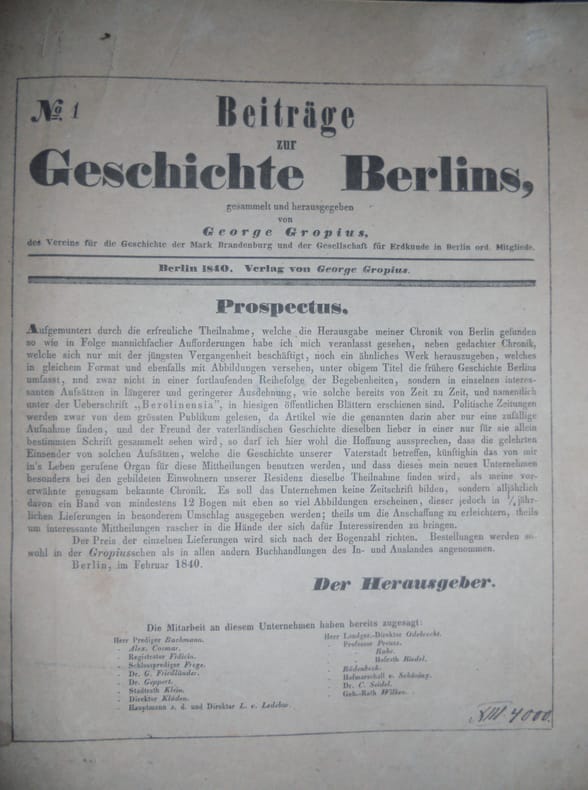 No. 1
Beiträge
zur
Geschichte Berlins,
gesammelt und herausgegeben
von
George Gropius,
des Vereins für die Geschichte der Mark Brandenburg und der Gesellschaft für Erdkunde in Berlin ord. Mitgliede.
Berlin 1840. Verlag von George Gropius.
Prospectus.
Aufgemuntert durch die erfreuliche Theilnahme, welche die Herausgabe meiner Chronik von Berlin gefunden
so wie in Folge mannichfacher Aufforderungen habe ich mich veranlasst gesehen, neben gedachter Chronik,
welche sich nur mit der jüngsten Vergangenheit beschäftigt, noch ein ähnliches Werk herauszugeben, welches
in gleichem Format und ebenfalls mit Abbildungen versehen, unter obigem Titel die frühere Geschichte Berlins
umfasst, und zwar nicht in einer fortlaufenden Reihefolge der Begebenheiten, sondern in einzelnen interes-
santen Aufsätzen in längerer und geringerer Ausdehnung, wie solche bereits von Zeit zu Zeit, und namentlich
unter der Ueberschrift „Berolinensia", in hiesigen öffentlichen Blättern erschienen sind. Politische Zeitungen
werden zwar von dem grössten Publikum gelesen, da Artikel wie die genannten darin aber nur eine zufällige
Aufnahme finden, und der Freund der vaterländischen Geschichte dieselben lieber in einer nur für sie allein
bestimmten Schrift gesammelt sehen wird, so darf ich hier wohl die Hoffnung aussprechen, dass die gelehrten
Einsender von solchen Aufsätzen, welche die Geschichte unserer Vaterstadt betreffen, künftighin das von mir
in's Leben gerufene Organ für diese Mittheilungen benutzen werden, und dass dieses mein neues Unternehmen
besonders bei den gebildeten Einwohnern unserer Residenz dieselbe Theilnahme finden wird, als meine vor-
erwähnte genugsam bekannte Chronik. Es soll das Unternehmen keine Zeitschrift bilden, sondern alljährlich
davon ein Band von mindestens 12 Bogen mit eben so viel Abbildungen erscheinen, dieser jedoch in ¼ jähr-
lichen Lieferungen in besonderem Umschlag ausgegeben werden; theils um die Anschaffung zu erleichtern, theils
um interessante Mittheilungen rascher in die Hände der sich dafür Interessirenden zu bringen.
Der Preis der einzelnen Lieferungen wird sich nach der Bogenzahl richten. Bestellungen werden so-
wohl in der Gropiusschen als in allen andern Buchhandlungen des In- und Auslandes angenommen.
Berlin, im Februar 1840.
Der Herausgeber.
Die Mitarbeit an diesem Unternehmen haben bereits zugesagt:
Herr Prediger Bachmann.
„ Alex. Cosmar.
„ Registrator Fidicin.
„ Schlossprediger Frege.
„ Dr. G. Friedländer.
„ Dr. Geppert.
„ Stadtrath Klein.
„ Direktor Klöden.
„ Hauptmann a. d. und Direktor L. v. Ledebur.
Herr Landger.-Direktor Odebrecht.
„ Professor Preuss.
„ „ Rabe.
„ „ Hofrath Riedel.
„ Rödenbeck.
„ Hofmarschall v. Schöning.
„ Dr. C. Seidel.
„ Geh.-Rath Wilken.
XIII. 4000.